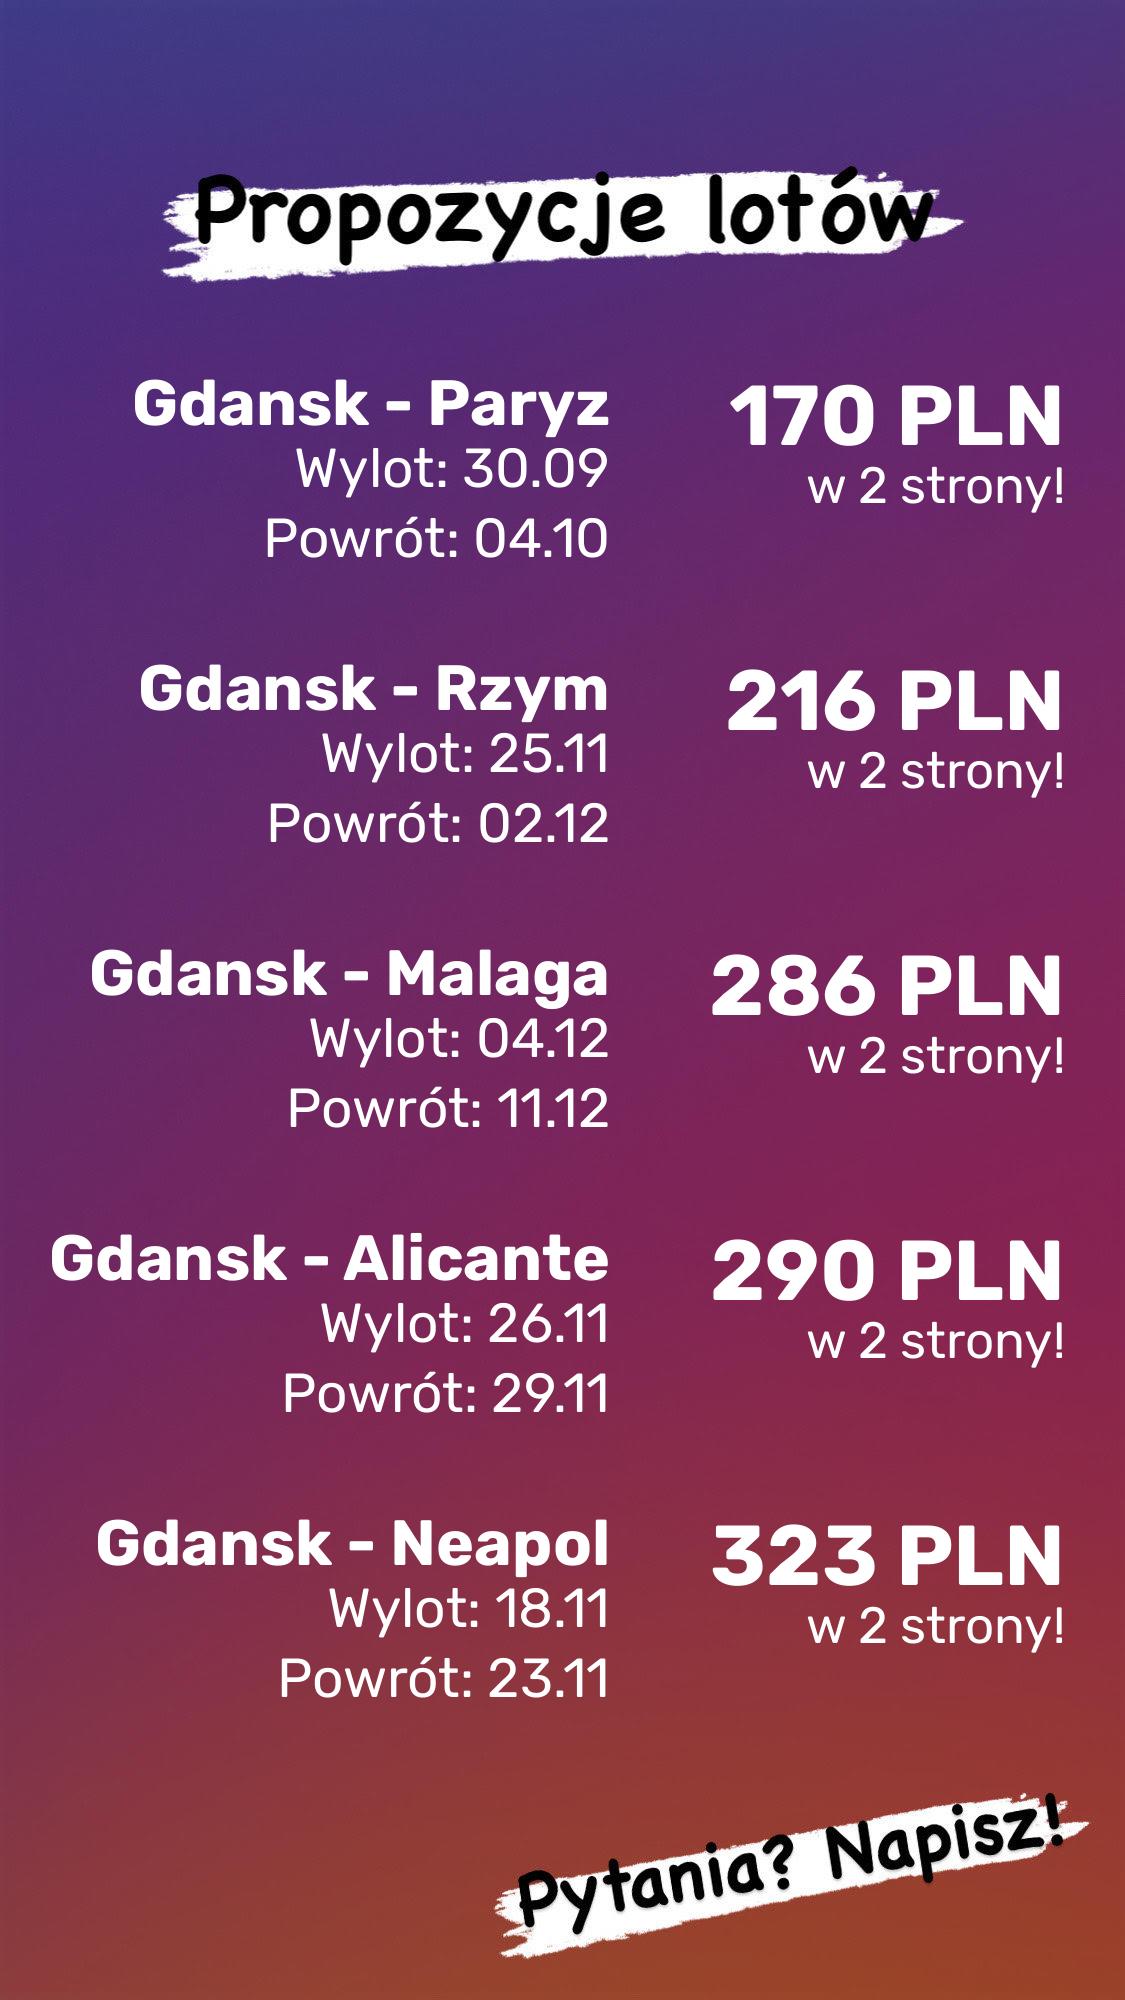 Propozycje lotów
Gdansk - Paryz
Wylot: 30.09
Powrót: 04.10
170 PLN
w 2 strony!
Gdansk - Rzym
Wylot: 25.11
Powrót: 02.12
216 PLN
w 2 strony!
Gdansk - Malaga
Wylot: 04.12
Powrót: 11.12
286 PLN
w 2 strony!
Gdansk - Alicante
Wylot: 26.11
Powrót: 29.11
290 PLN
w 2 strony!
Gdansk - Neapol
Wylot: 18.11
Powrót: 23.11
323 PLN
w 2 strony!
Pytania? Napisz!